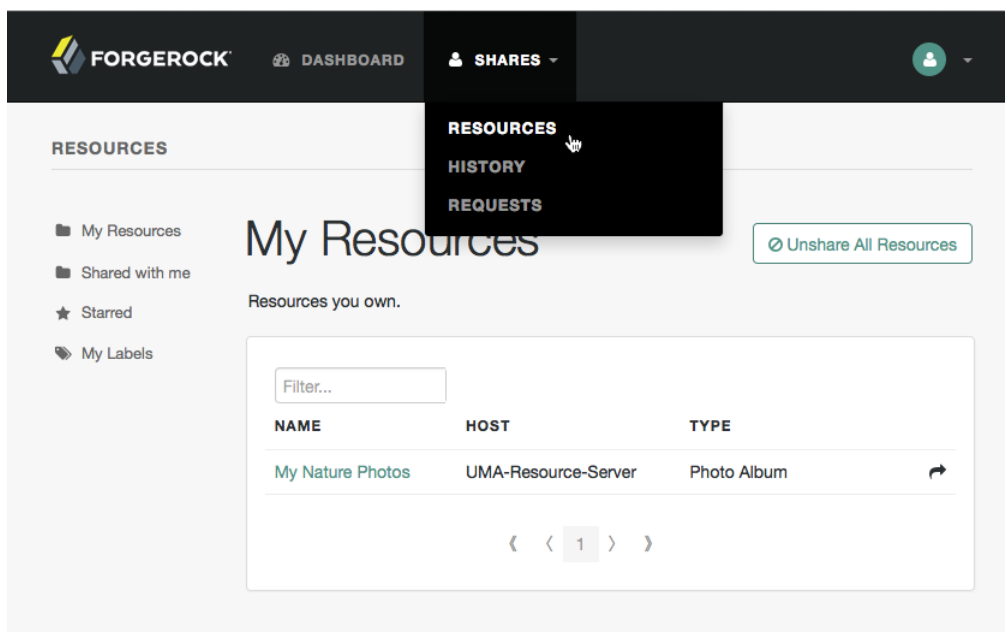 FORGEROCK DASHBOARD SHARES
RESOURCES
HISTORY
REQUESTS
RESOURCES
My Resources
Shared with me
Starred
My Labels
My Resources
Unshare All Resources
Resources you own.
Filter...
NAME HOST TYPE
My Nature Photos UMA-Resource-Server Photo Album
1